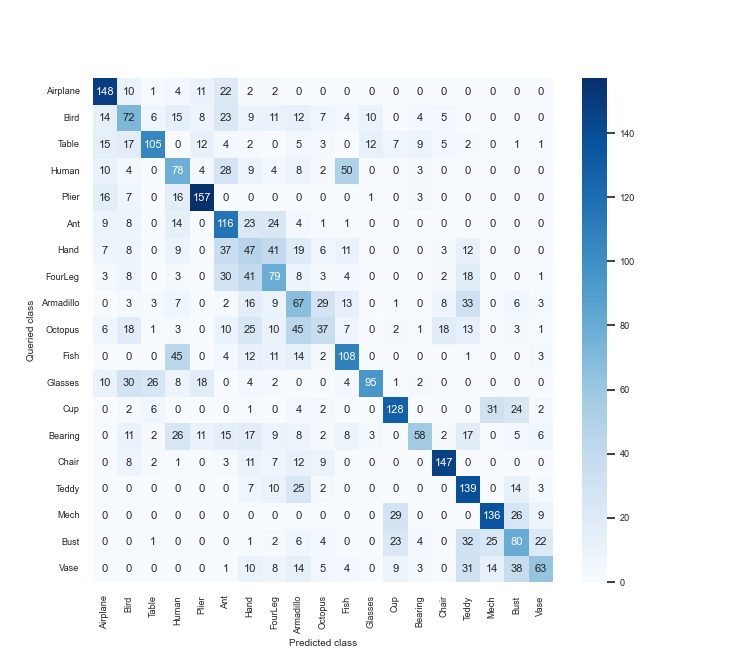 Airplane 148 10 1 4 11 22 2 2 0 0 0 0 0 0 0 0 0 0 0
Bird 14 72 6 15 8 23 9 11 12 7 4 10 0 4 5 0 0 0 0
Table 15 17 105 0 12 4 2 0 5 3 0 12 7 9 5 2 0 1 1
Human 10 4 0 78 4 28 9 4 8 2 50 0 0 3 0 0 0 0 0
Plier 16 7 0 16 157 0 0 0 0 0 0 1 0 3 0 0 0 0 0
Ant 9 8 0 14 0 116 23 24 4 1 1 0 0 0 0 0 0 0 0
Hand 7 8 0 9 0 37 47 41 19 6 11 0 0 0 3 12 0 0 0
FourLeg 3 8 0 3 0 30 41 79 8 3 4 0 0 0 2 18 0 0 1
Armadillo 0 3 3 7 0 2 16 9 67 29 13 0 1 0 8 33 0 6 3
Octopus 6 18 1 3 0 10 25 10 45 37 7 0 2 1 18 13 0 3 1
Fish 0 0 0 45 0 4 12 11 14 2 108 0 0 0 0 1 0 0 3
Glasses 10 30 26 8 18 0 4 2 0 0 4 95 1 2 0 0 0 0 0
Cup 0 2 6 0 0 0 1 0 4 2 0 0 128 0 0 0 31 24 2
Bearing 0 11 2 26 11 15 17 9 8 2 8 3 0 58 2 17 0 5 6
Chair 0 8 2 1 0 3 11 7 12 9 0 0 0 0 147 0 0 0 0
Teddy 0 0 0 0 0 0 7 10 25 2 0 0 0 0 0 139 0 14 3
Mech 0 0 0 0 0 0 0 0 0 0 0 0 29 0 0 0 136 26 9
Bust 0 0 1 0 0 0 1 2 6 4 0 0 23 4 0 32 25 80 22
Vase 0 0 0 0 0 1 10 8 14 5 4 0 9 3 0 31 14 38 63
Airplane Bird Table Human Plier Ant Hand FourLeg Armadillo Octopus Fish Glasses Cup Bearing Chair Teddy Mech Bust Vase
Predicted class
Queried class
140
120
100
80
60
40
20
0